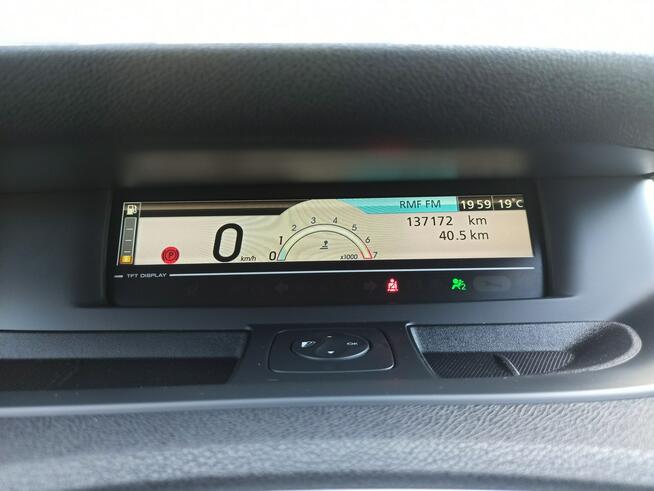 RMF FM 19 59 19°C
137172 km
40.5 km
0 km/h
0 1 2 3 4 5 6 7
x1000
P
TFT DISPLAY
2
OK